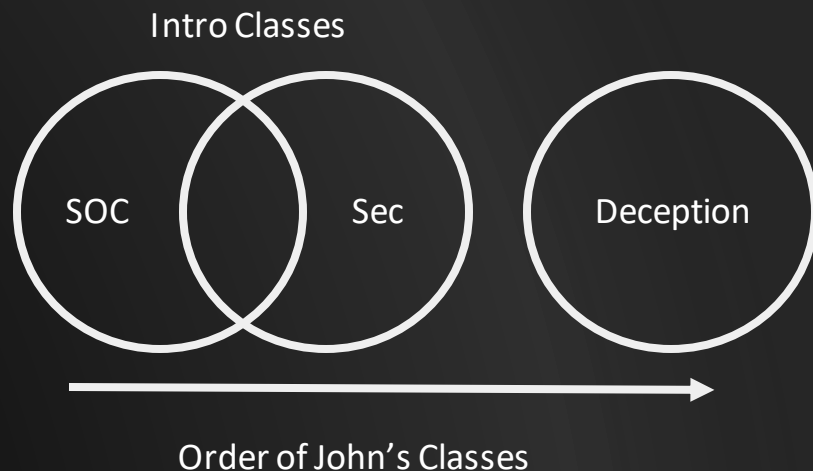 Intro Classes
SOC
Sec
Deception
Order of John’s Classes